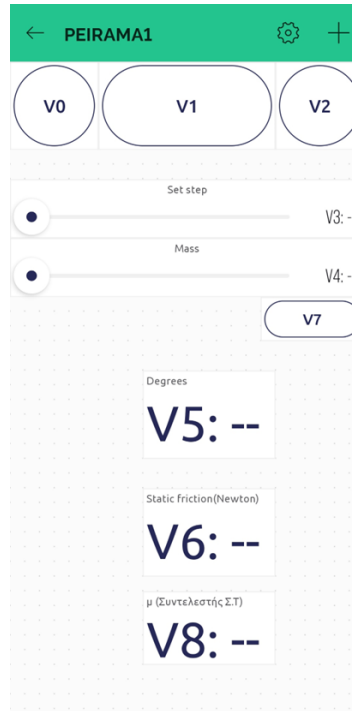 PEIRAMA1
V0 V1 V2
Set step
V3: -
Mass
V4: -
V7
Degrees
V5: --
Static friction(Newton)
V6: --
μ (Συντελεστής Σ.Τ)
V8: --